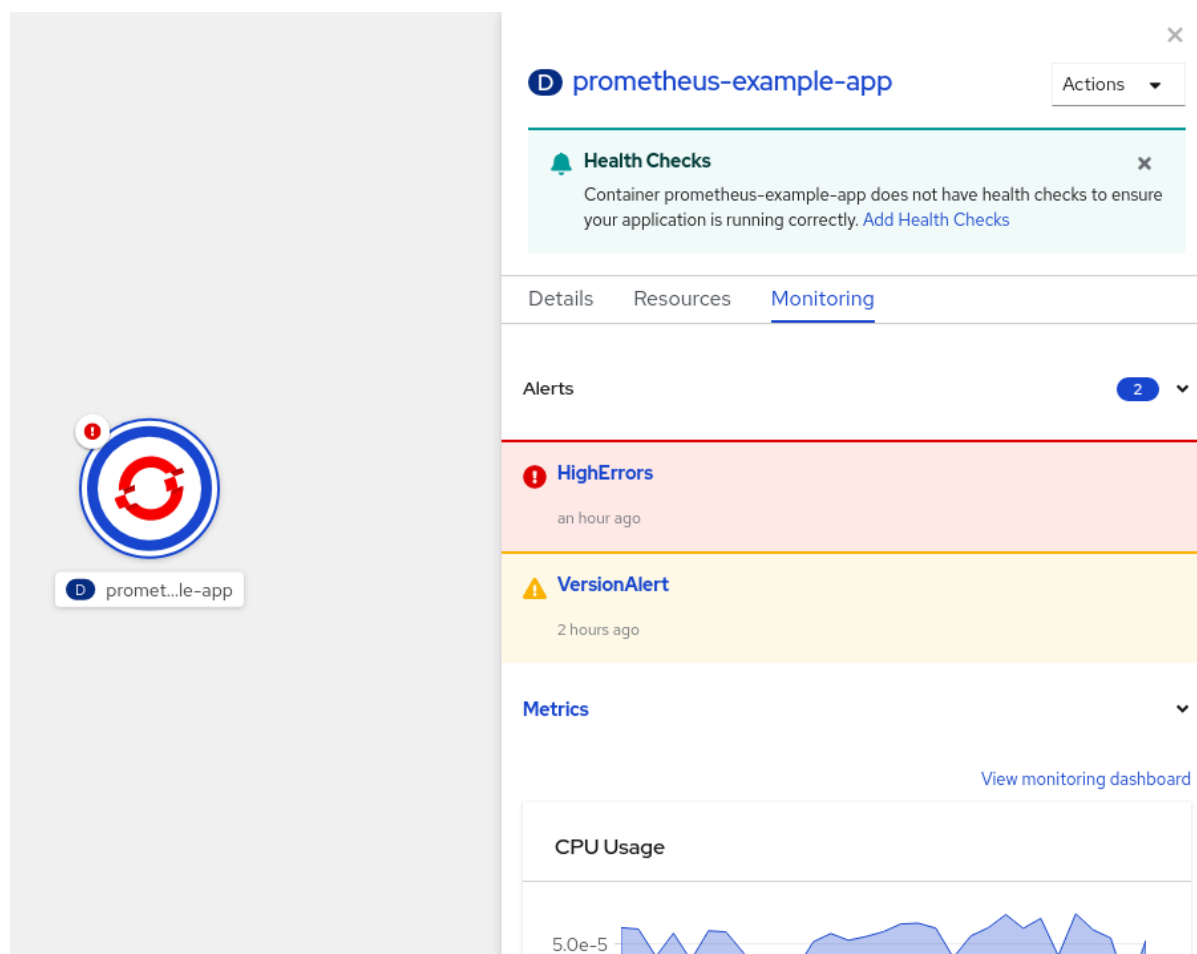 D prometheus-example-app
Actions
Health Checks
Container prometheus-example-app does not have health checks to ensure
your application is running correctly. Add Health Checks
Details Resources Monitoring
Alerts
2
HighErrors
an hour ago
D promet...le-app
VersionAlert
2 hours ago
Metrics
View monitoring dashboard
CPU Usage
5.0e-5